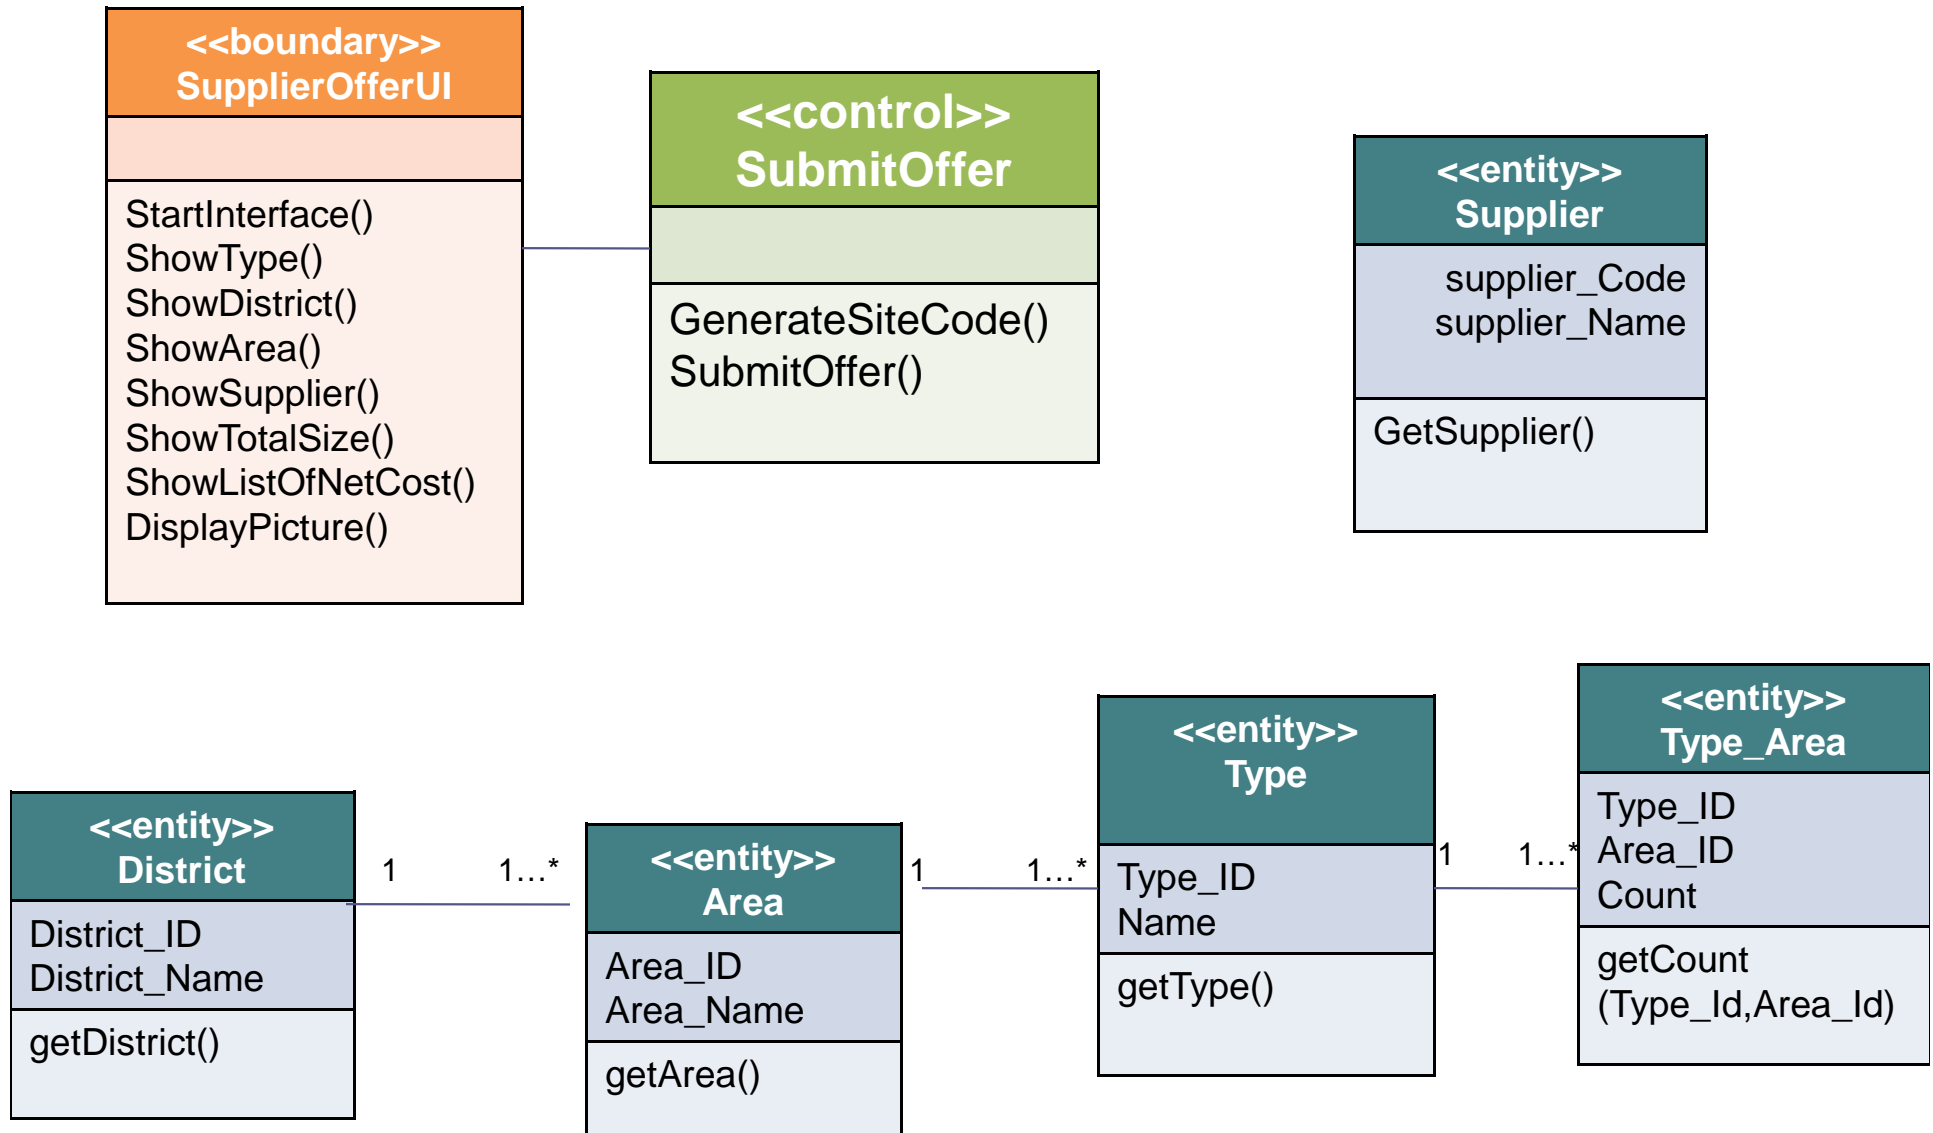 <<boundary>>
SupplierOfferUI
StartInterface()
ShowType()
ShowDistrict()
ShowArea()
ShowSupplier()
ShowTotalSize()
ShowListOfNetCost()
DisplayPicture()
<<control>>
SubmitOffer
GenerateSiteCode()
SubmitOffer()
<<entity>>
Supplier
supplier_Code
supplier_Name
GetSupplier()
<<entity>>
District
District_ID
District_Name
getDistrict()
1 1...*
<<entity>>
Area
Area_ID
Area_Name
getArea()
1 1...*
<<entity>>
Type
Type_ID
Name
getType()
1 1...*
<<entity>>
Type_Area
Type_ID
Area_ID
Count
getCount
(Type_Id,Area_Id)